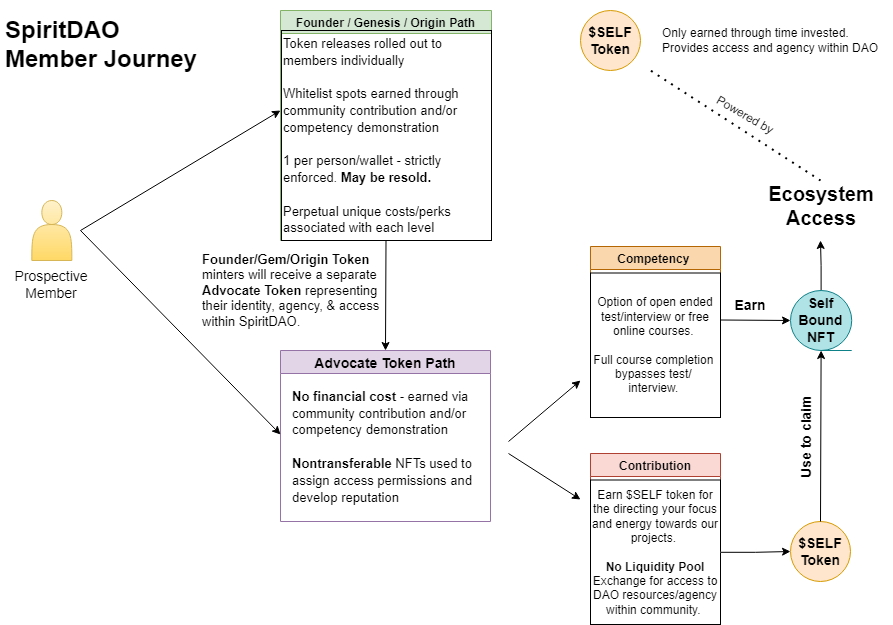 SpiritDAO
Member Journey
Founder / Genesis / Origin Path
Token releases rolled out to
members individually
Whitelist spots earned through
community contribution and/or
competency demonstration
1 per person/wallet - strictly
enforced. May be resold.
Perpetual unique costs/perks
associated with each level
$SELF
Token
Only earned through time invested.
Provides access and agency within DAO
Powered by
Ecosystem
Access
Prospective
Member
Founder/Gem/Origin Token
minters will receive a separate
Advocate Token representing
their identity, agency, & access
within SpiritDAO.
Advocate Token Path
No financial cost - earned via
community contribution and/or
competency demonstration
Nontransferable NFTs used to
assign access permissions and
develop reputation
Competency
Option of open ended
test/interview or free
online courses.
Full course completion
bypasses test/
interview.
Earn
Self
Bound
NFT
Use to claim
Contribution
Earn $SELF token for
the directing your focus
and energy towards our
projects.
No Liquidity Pool
Exchange for access to
DAO resources/agency
within community.
$SELF
Token